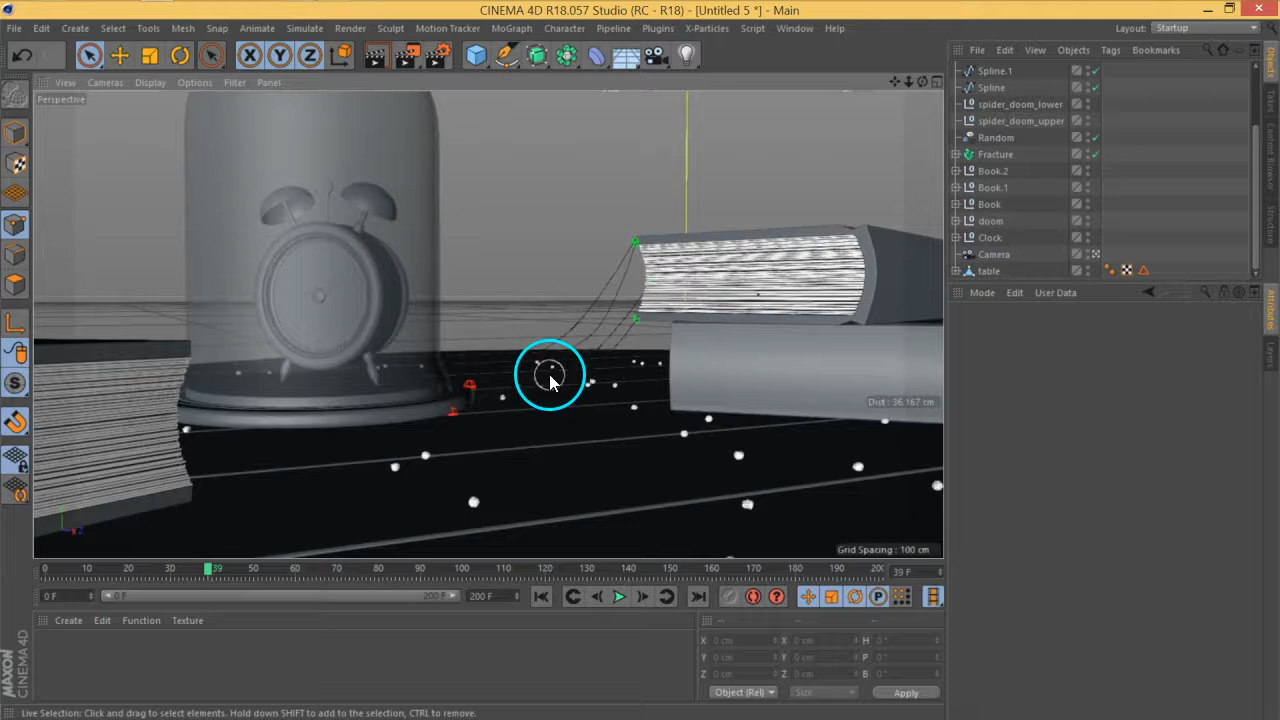 CINEMA 4D R18.057 Studio (RC - R18) - [Untitled 5 *] - Main
File Edit Create Select Tools Mesh Snap Animate Simulate Render Sculpt Motion Tracker MoGraph Character Pipeline Plugins X-Particles Script Window Help
Layout: Startup
X Y Z
File Edit View Objects Tags Bookmarks
View Cameras Display Options Filter Panel
Perspective
Spline.1
Spline
spider_doom_lower
spider_doom_upper
Random
Fracture
Book.2
Book.1
Book
doom
Clock
Camera
table
Objects
Takes
Content Browser
Structure
Mode Edit User Data
Attributes
Layers
Dist : 36.167 cm
Grid Spacing : 100 cm
0 10 20 30 39 50 60 70 80 90 100 110 120 130 140 150 160 170 180 190 200
39 F
0 F
0 F
200 F
200 F
Create Edit Function Texture
-- -- --
X 0 cm X 0 cm H 0 °
Y 0 cm Y 0 cm P 0 °
Z 0 cm Z 0 cm B 0 °
Object (Rel) Size Apply
MAXON
CINEMA 4D
Live Selection: Click and drag to select elements. Hold down SHIFT to add to the selection, CTRL to remove.